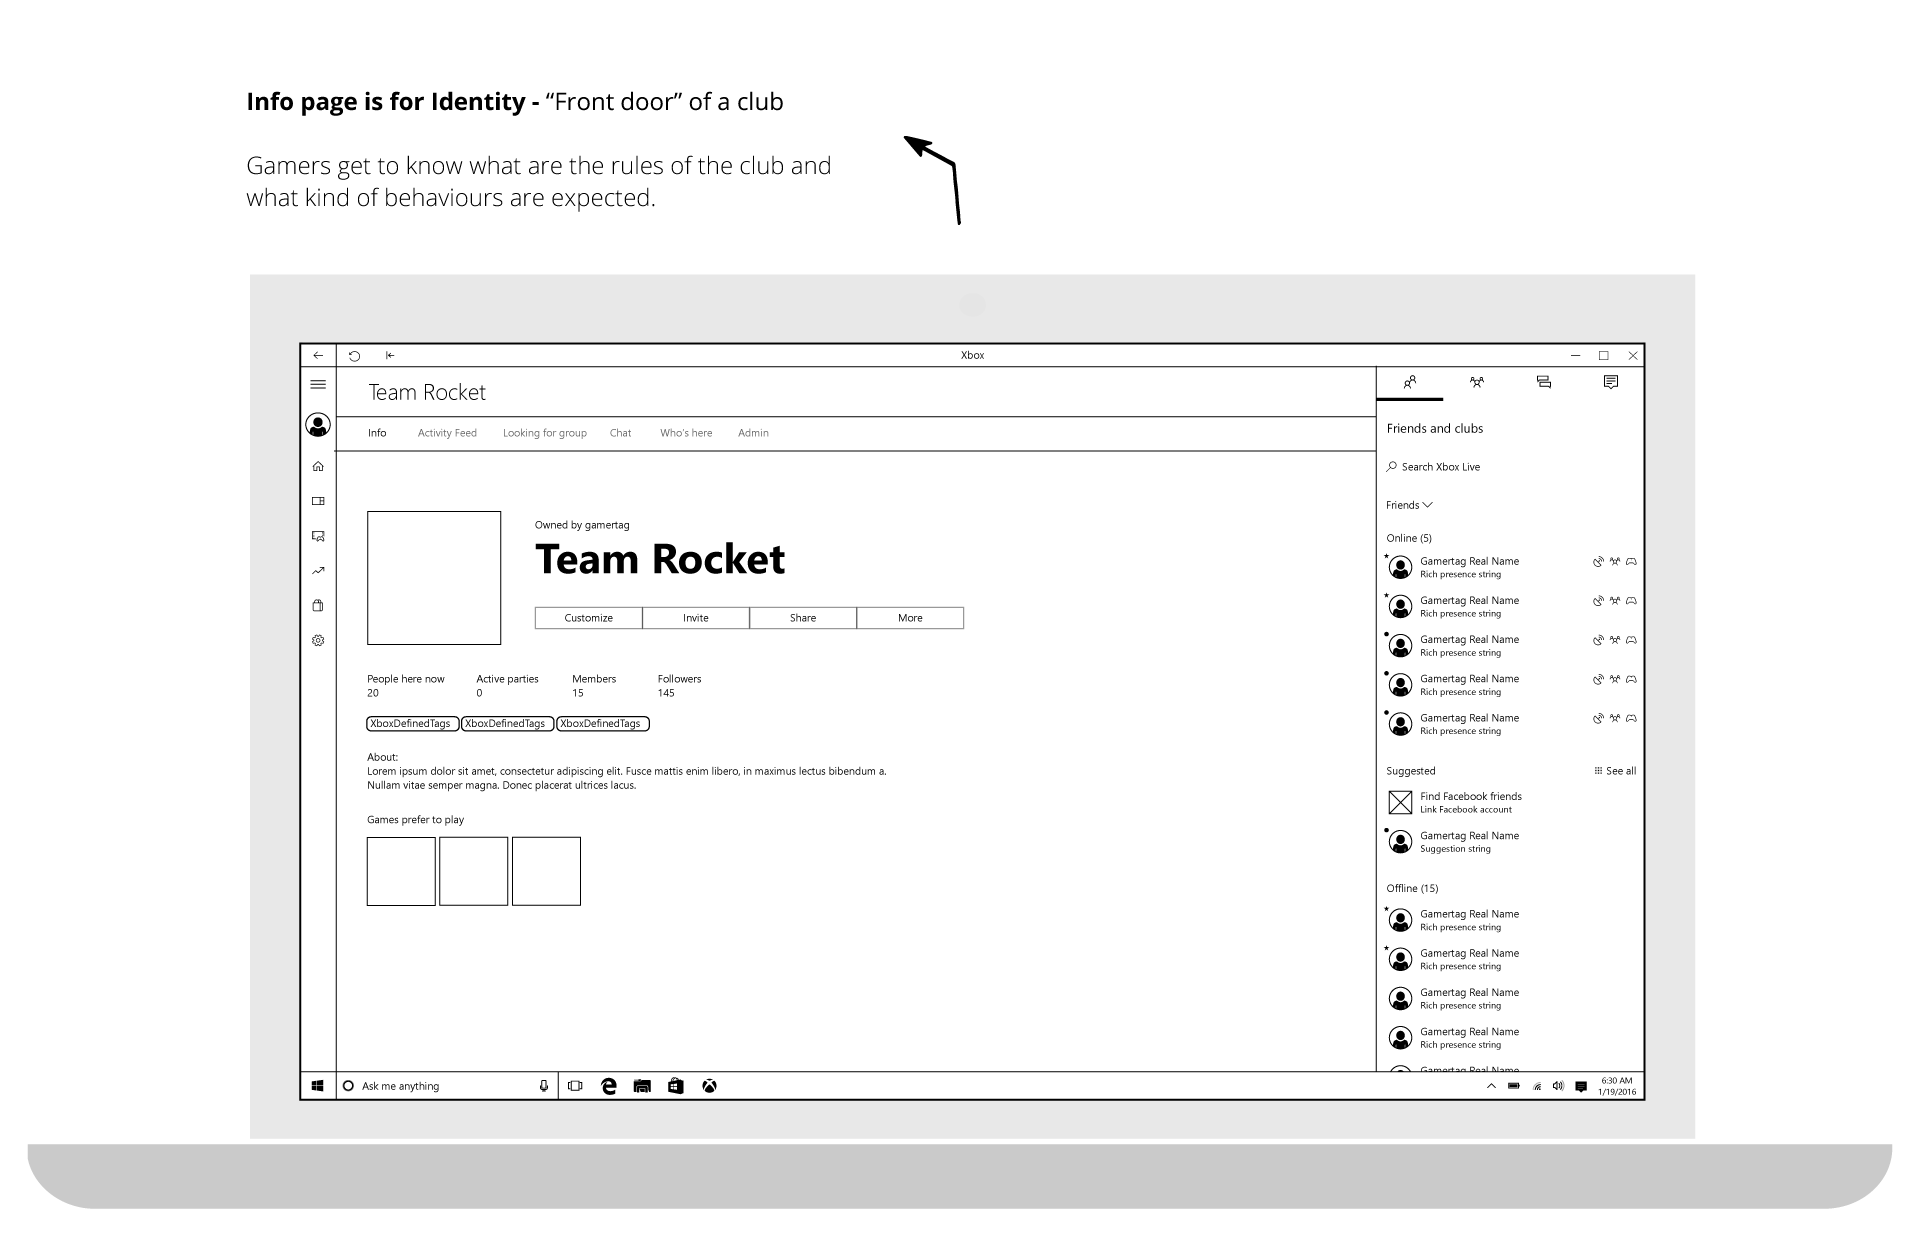 Info page is for Identity - “Front door” of a club
Gamers get to know what are the rules of the club and
what kind of behaviours are expected.
Xbox
Team Rocket
Info Activity Feed Looking for group Chat Who's here Admin
Owned by gamertag
Team Rocket
Customize Invite Share More
People here now Active parties Members Followers
20 0 15 145
XboxDefinedTags XboxDefinedTags XboxDefinedTags
About:
Lorem ipsum dolor sit amet, consectetur adipiscing elit. Fusce mattis enim libero, in maximus lectus bibendum a.
Nullam vitae semper magna. Donec placerat ultrices lacus.
Games prefer to play
Friends and clubs
Search Xbox Live
Friends
Online (5)
Gamertag Real Name
Rich presence string
Gamertag Real Name
Rich presence string
Gamertag Real Name
Rich presence string
Gamertag Real Name
Rich presence string
Gamertag Real Name
Rich presence string
Suggested See all
Find Facebook friends
Link Facebook account
Gamertag Real Name
Suggestion string
Offline (15)
Gamertag Real Name
Rich presence string
Gamertag Real Name
Rich presence string
Gamertag Real Name
Rich presence string
Gamertag Real Name
Rich presence string
Gamertag Real Name
Ask me anything
6:30 AM
1/19/2016